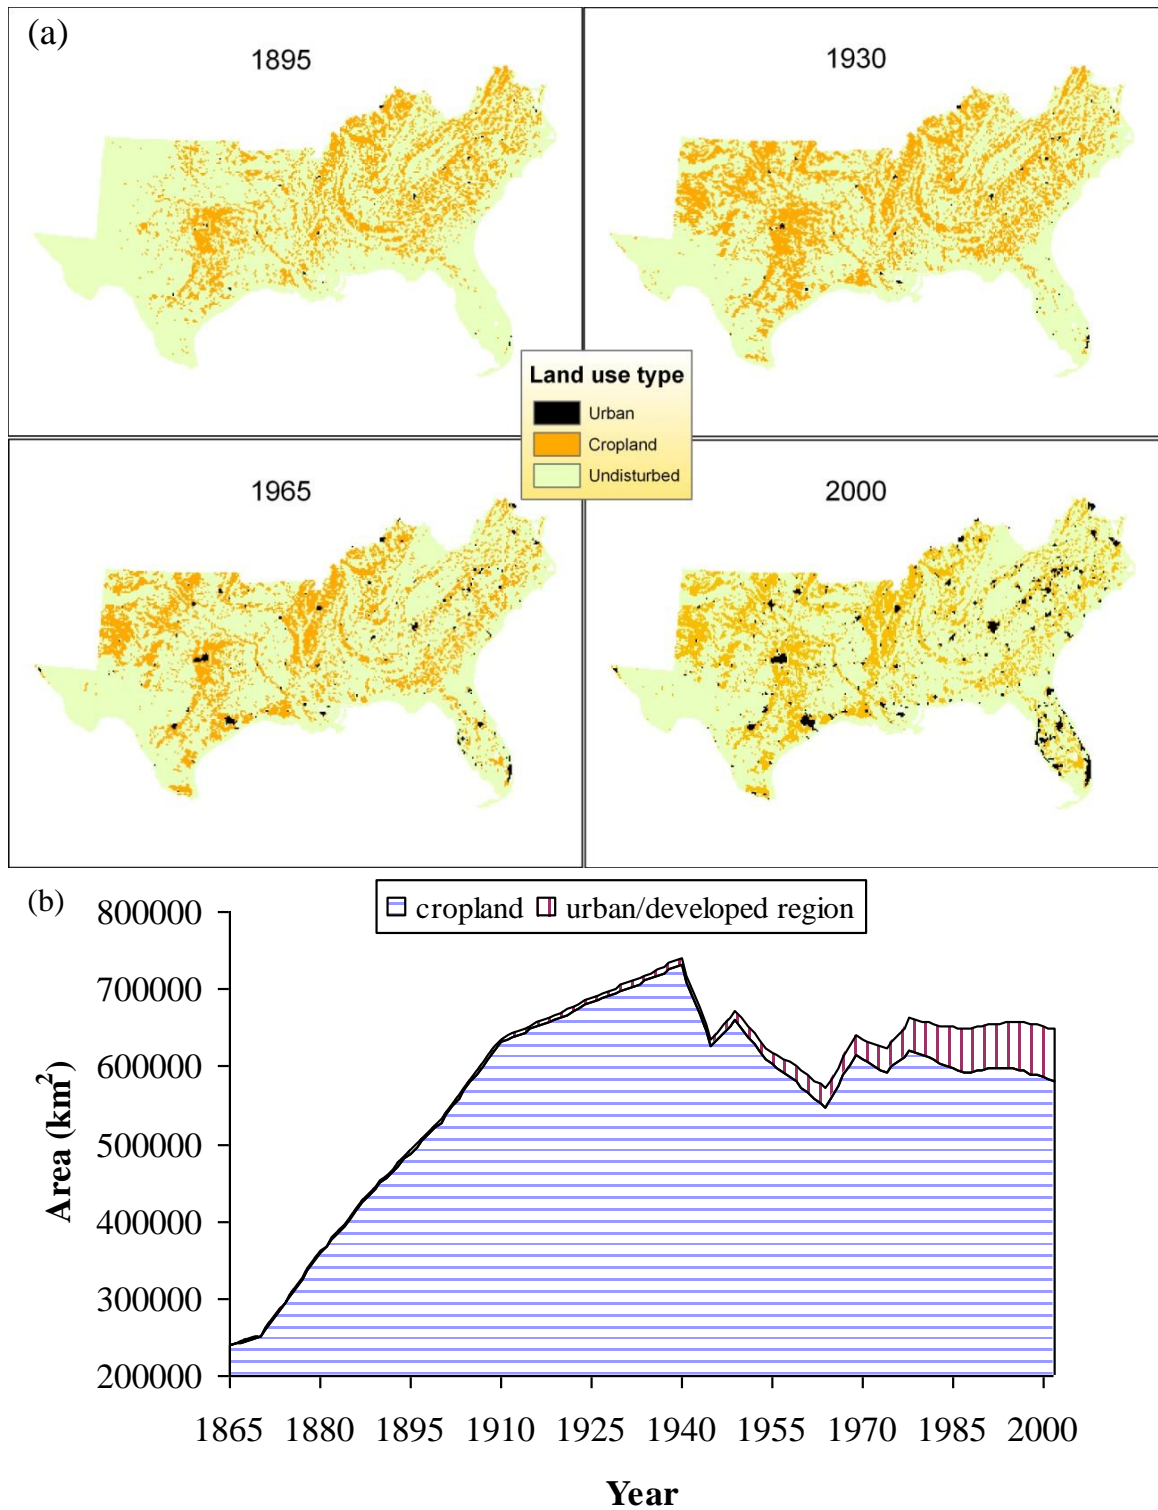 (a)
1895
1930
Land use type
Urban
Cropland
Undisturbed
1965
2000
(b)
cropland urban/developed region
800000
700000
600000
500000
400000
300000
200000
Area (km²)
1865 1880 1895 1910 1925 1940 1955 1970 1985 2000
Year